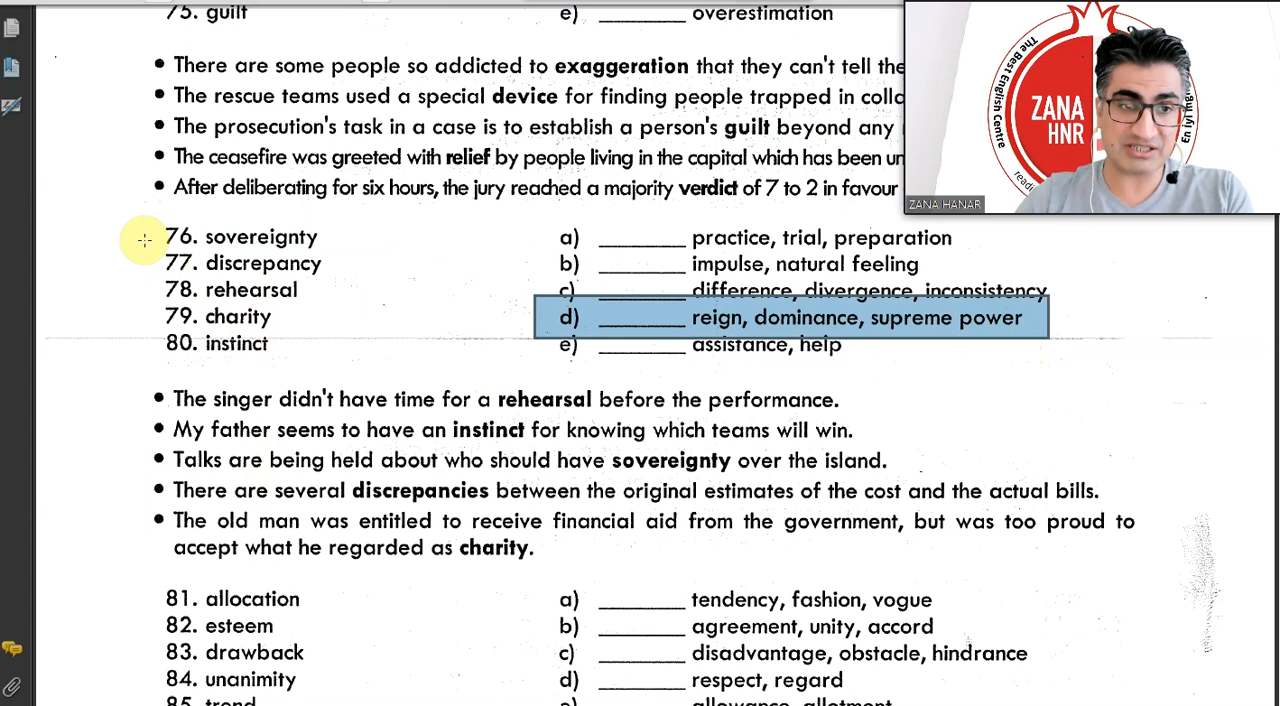 75. guilt
e) ________ overestimation
• There are some people so addicted to exaggeration that they can't tell the
• The rescue teams used a special device for finding people trapped in colla
• The prosecution's task in a case is to establish a person's guilt beyond any
• The ceasefire was greeted with relief by people living in the capital which has been un
• After deliberating for six hours, the jury reached a majority verdict of 7 to 2 in favour
The Best English Centre
ZANA
HNR
En iyi
ZANA HANAR
76. sovereignty
a) ________ practice, trial, preparation
77. discrepancy
b) ________ impulse, natural feeling
78. rehearsal
c) ________ difference, divergence, inconsistency
79. charity
d) ________ reign, dominance, supreme power
80. instinct
e) ________ assistance, help
• The singer didn't have time for a rehearsal before the performance.
• My father seems to have an instinct for knowing which teams will win.
• Talks are being held about who should have sovereignty over the island.
• There are several discrepancies between the original estimates of the cost and the actual bills.
• The old man was entitled to receive financial aid from the government, but was too proud to
accept what he regarded as charity.
81. allocation
a) ________ tendency, fashion, vogue
82. esteem
b) ________ agreement, unity, accord
83. drawback
c) ________ disadvantage, obstacle, hindrance
84. unanimity
d) ________ respect, regard
85. trend
e) ________ allowance, allotment